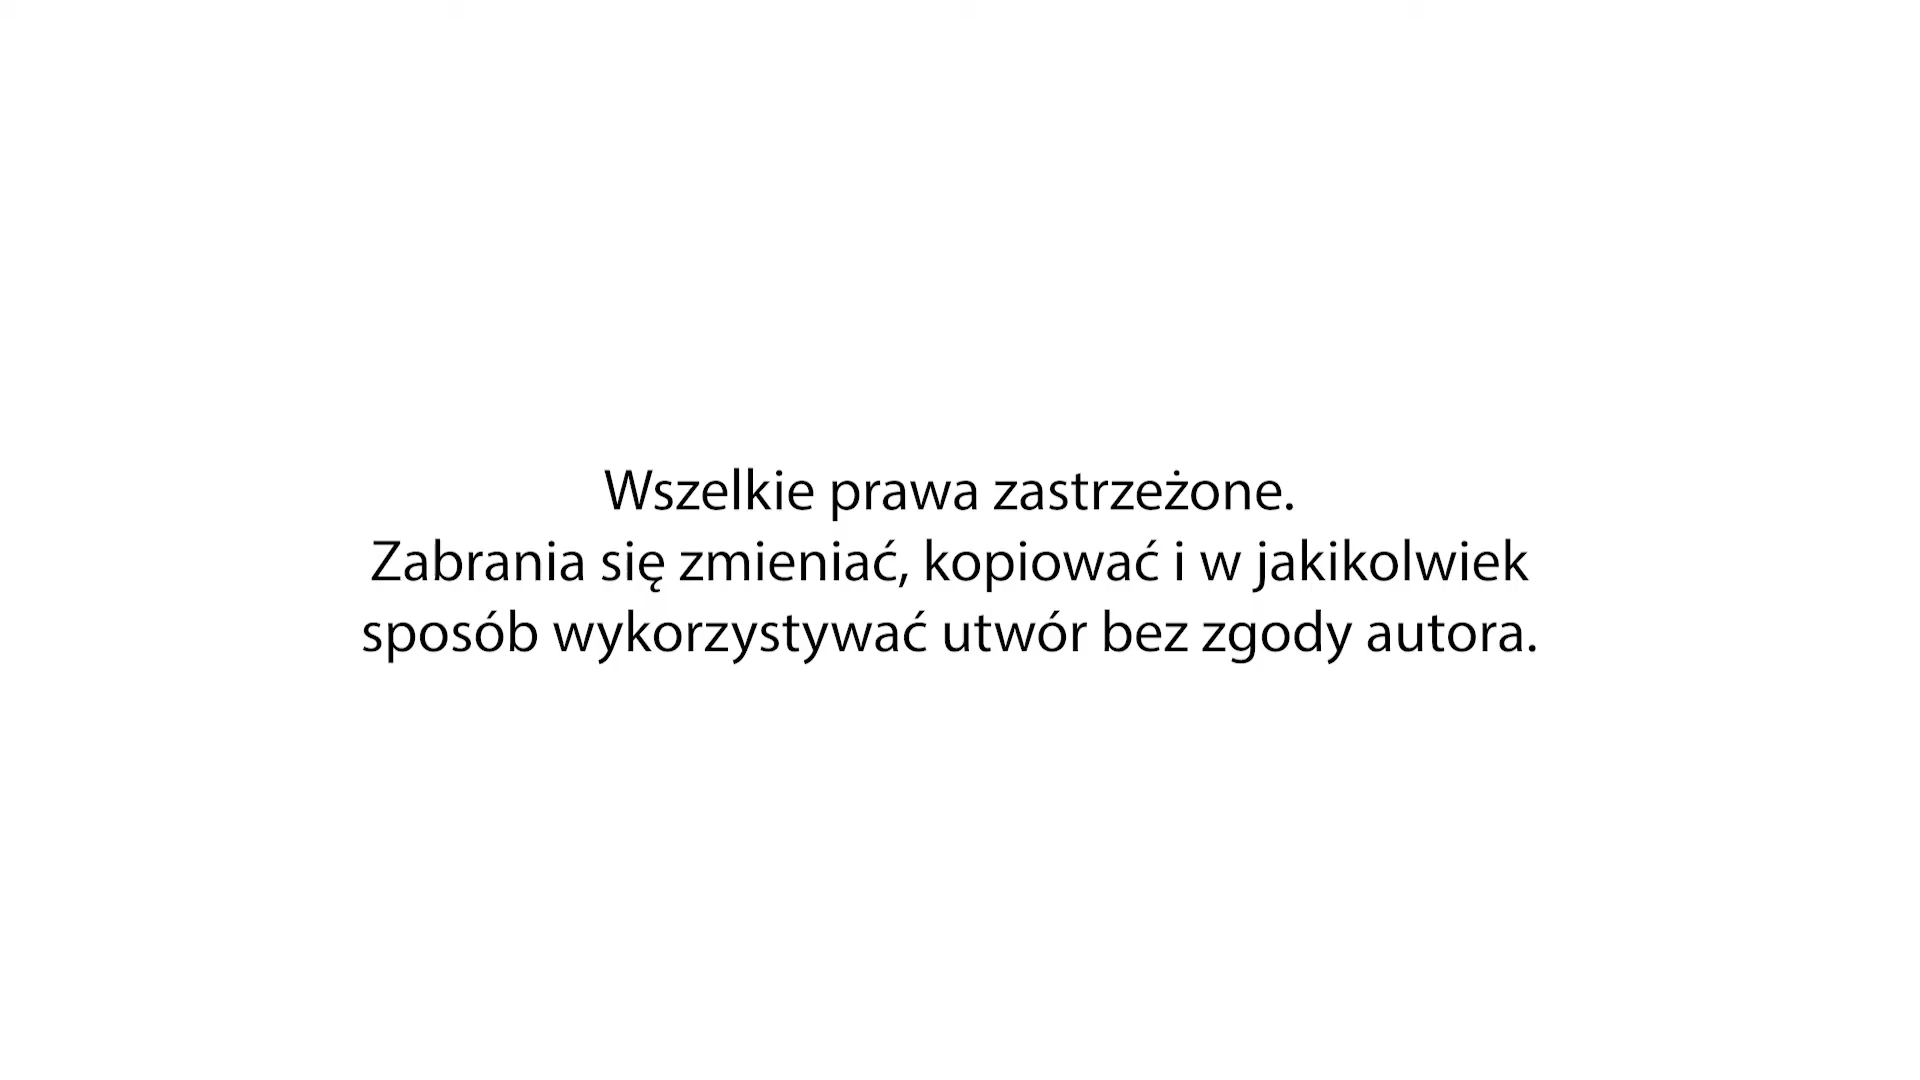 Wszelkie prawa zastrzeżone.
Zabrania się zmieniać, kopiować i w jakikolwiek
sposób wykorzystywać utwór bez zgody autora.